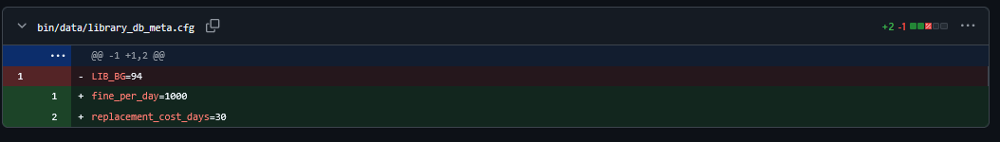 bin/data/library_db_meta.cfg +2 -1
@@ -1 +1,2 @@
1 - LIB_BG=94
1 + fine_per_day=1000
2 + replacement_cost_days=30